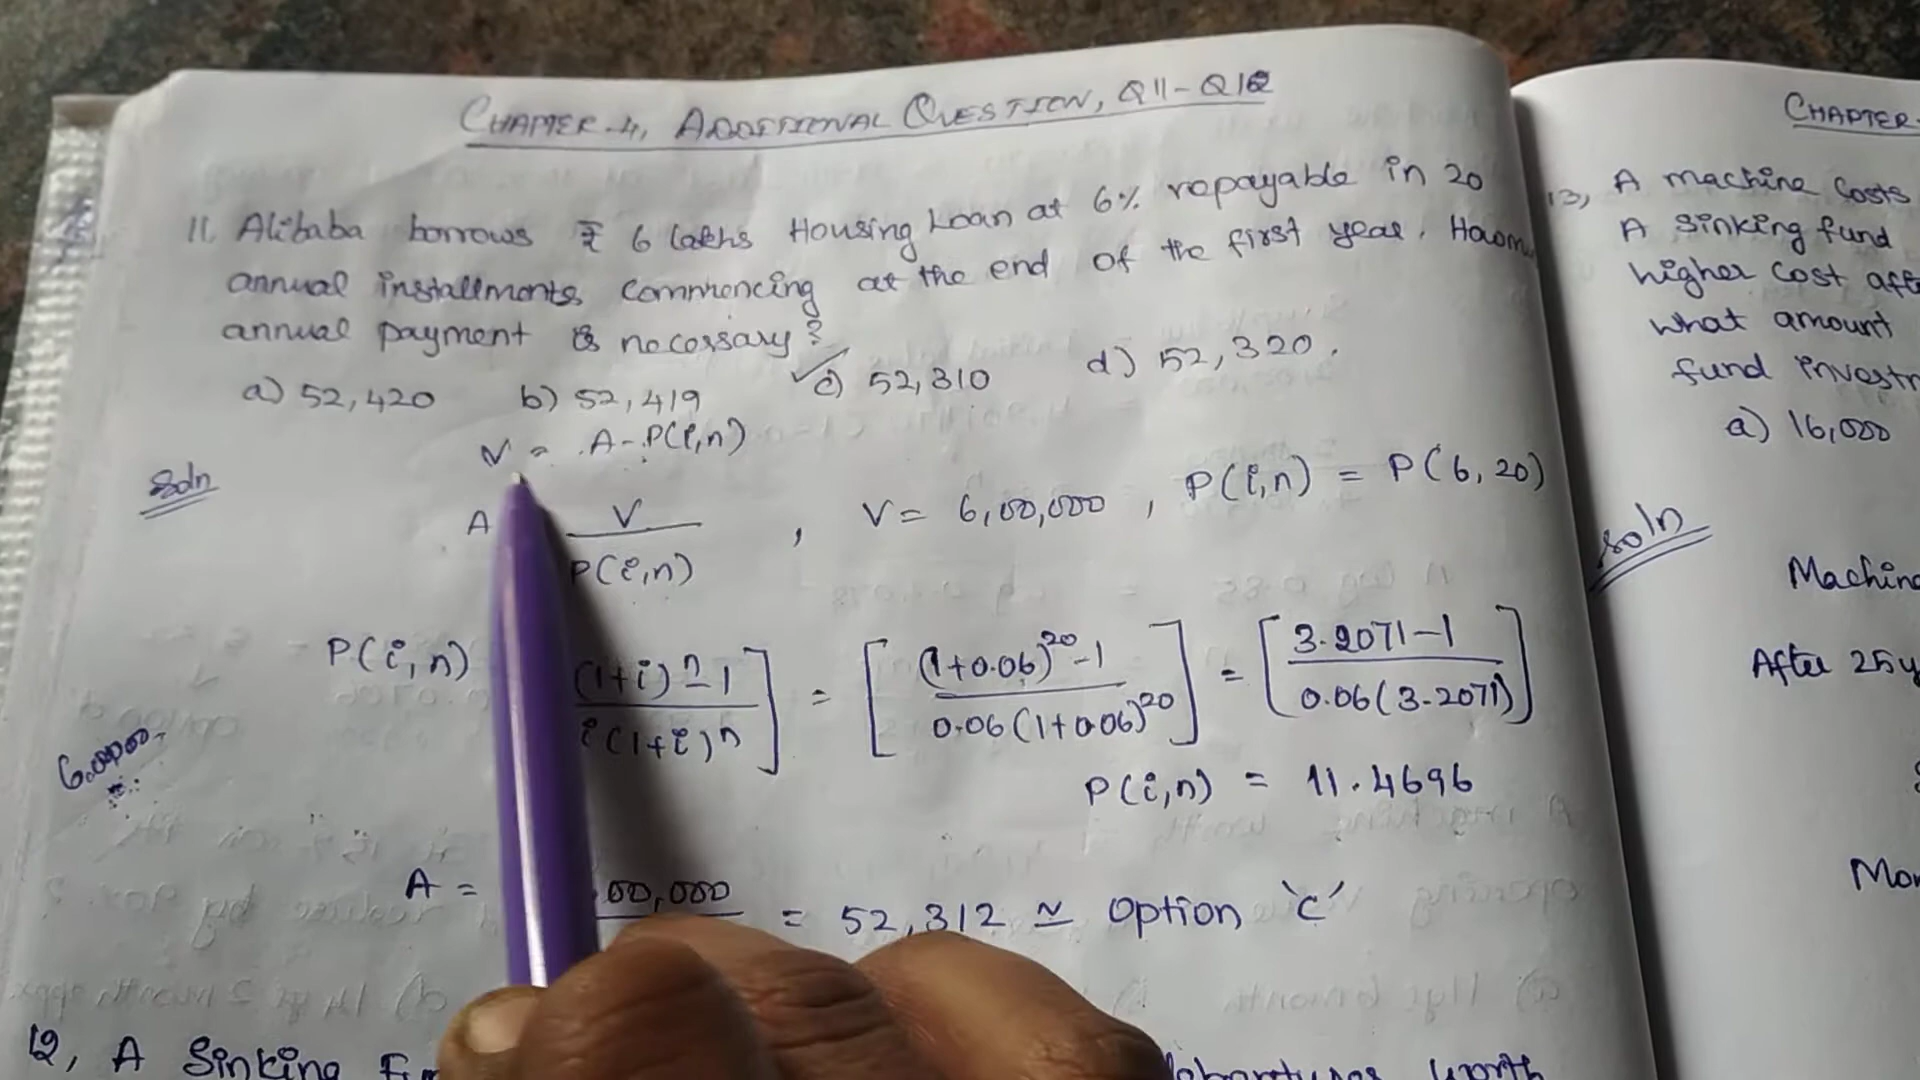 CHAPTER-4, ADDITIONAL QUESTION, Q11-Q12
11. Alibaba borrows ₹ 6 lakhs Housing Loan at 6% repayable in 20
annual installments commencing at the end of the first year. How
annual payment is necessary?
a) 52,420 b) 52,419 c) 52,310 d) 52,320.
V = A-P(i,n)
Soln
A V , V = 6,00,000 , P(i,n) = P(6,20)
P(i,n)
P(i,n) (1+i)^n-1 = [(1+0.06)^20-1 = [3.2071-1
i(1+i)^n] 0.06(1+0.06)^20] 0.06(3.2071)]
P(i,n) = 11.4696
A = 00,000 = 52,312 ≃ Option 'c'
12, A Sinking worth
CHAPTER
13, A machine costs
A sinking fund
higher cost
what amount
fund
a) 16,000
soln
Machine
After 25